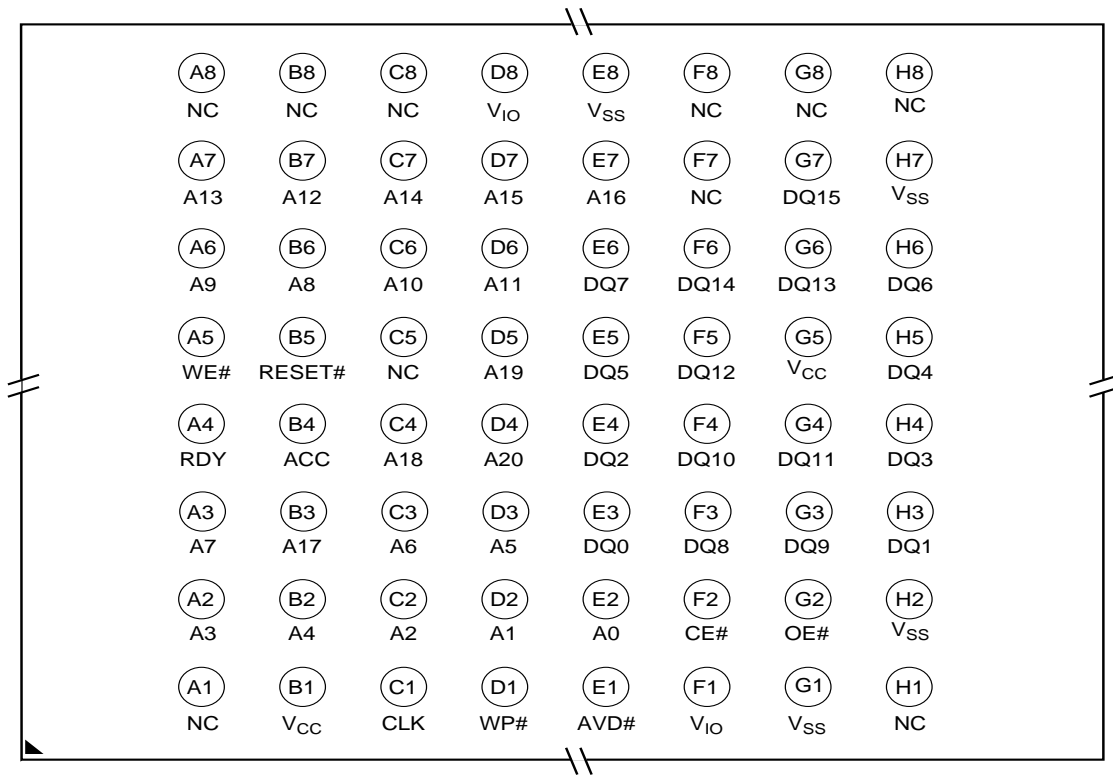 A8 B8 C8 D8 E8 F8 G8 H8
NC NC NC VIO VSS NC NC NC
A7 B7 C7 D7 E7 F7 G7 H7
A13 A12 A14 A15 A16 NC DQ15 VSS
A6 B6 C6 D6 E6 F6 G6 H6
A9 A8 A10 A11 DQ7 DQ14 DQ13 DQ6
A5 B5 C5 D5 E5 F5 G5 H5
WE# RESET# NC A19 DQ5 DQ12 VCC DQ4
A4 B4 C4 D4 E4 F4 G4 H4
RDY ACC A18 A20 DQ2 DQ10 DQ11 DQ3
A3 B3 C3 D3 E3 F3 G3 H3
A7 A17 A6 A5 DQ0 DQ8 DQ9 DQ1
A2 B2 C2 D2 E2 F2 G2 H2
A3 A4 A2 A1 A0 CE# OE# VSS
A1 B1 C1 D1 E1 F1 G1 H1
NC VCC CLK WP# AVD# VIO VSS NC